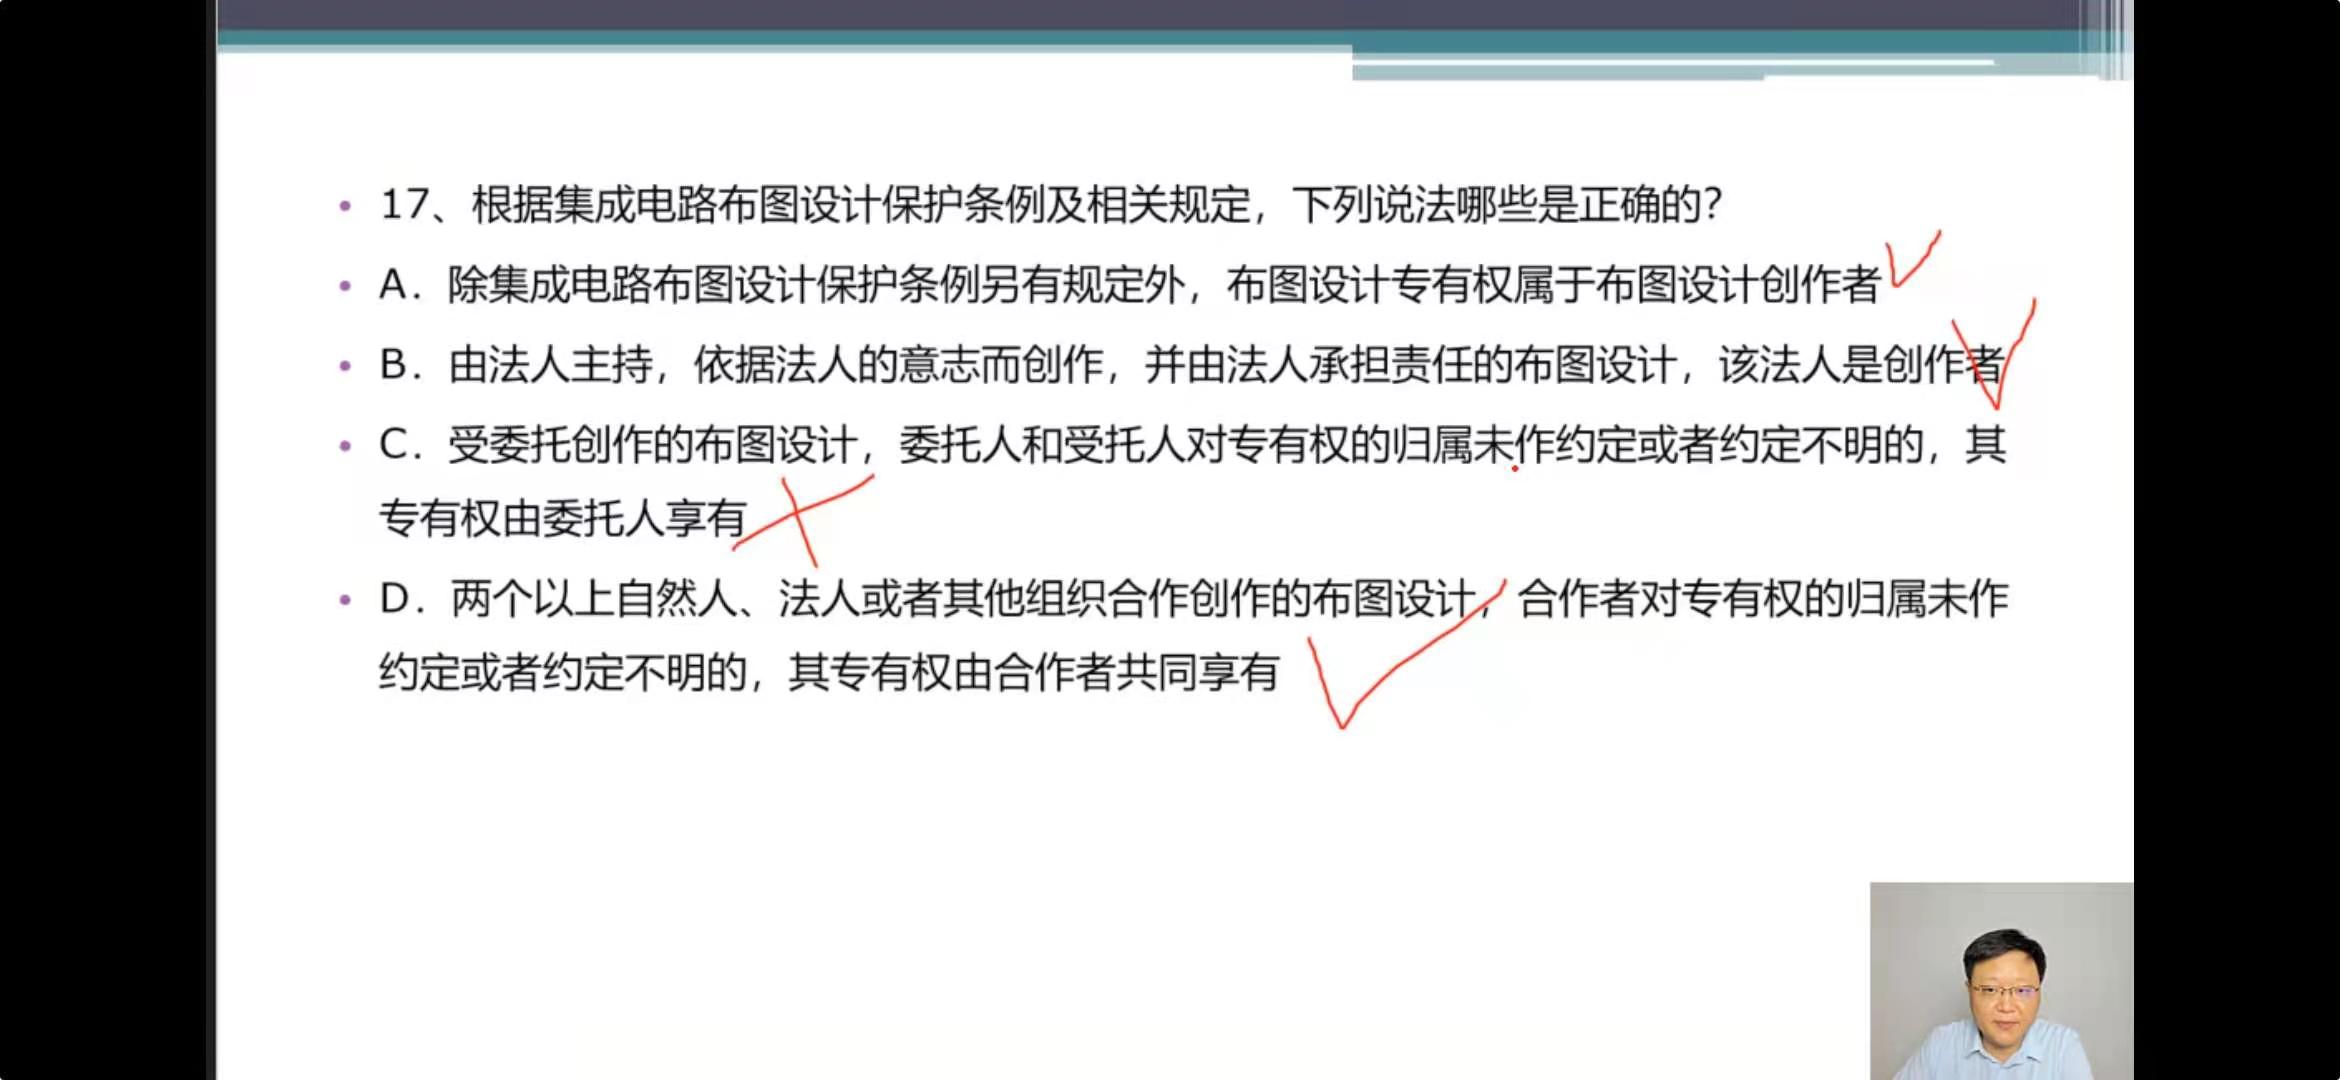 • 17、根据集成电路布图设计保护条例及相关规定，下列说法哪些是正确的？
• A．除集成电路布图设计保护条例另有规定外，布图设计专有权属于布图设计创作者
• B．由法人主持，依据法人的意志而创作，并由法人承担责任的布图设计，该法人是创作者
• C．受委托创作的布图设计，委托人和受托人对专有权的归属未作约定或者约定不明的，其
专有权由委托人享有
• D．两个以上自然人、法人或者其他组织合作创作的布图设计，合作者对专有权的归属未作
约定或者约定不明的，其专有权由合作者共同享有